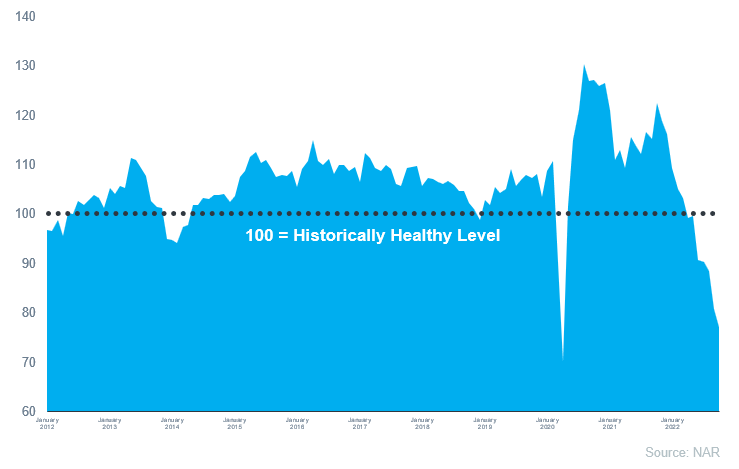 140
130
120
110
100
90
80
70
60
100 = Historically Healthy Level
January January January January January January January January January January January
2012 2013 2014 2015 2016 2017 2018 2019 2020 2021 2022
Source: NAR